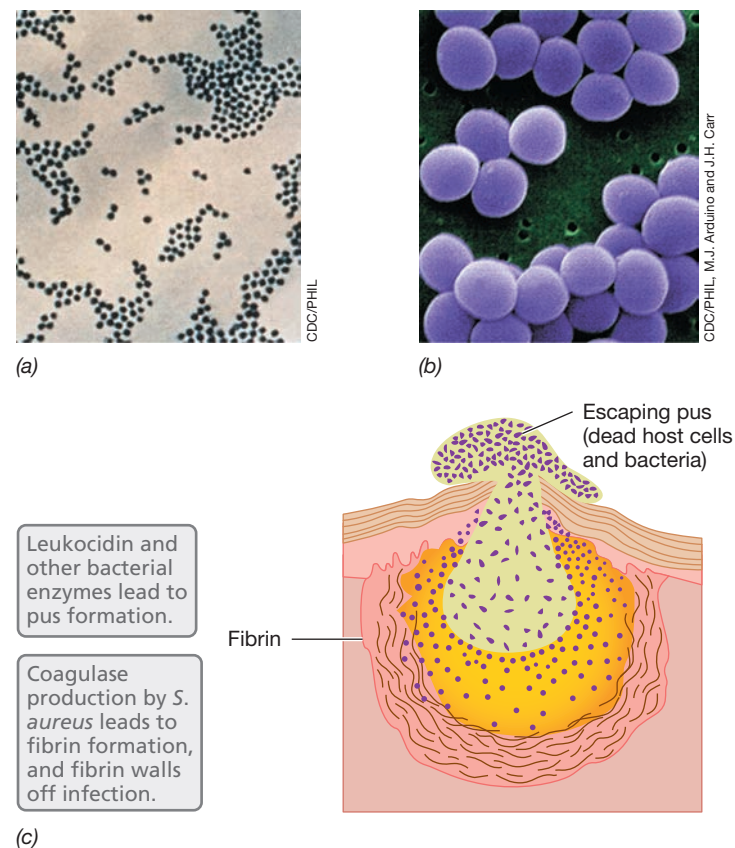 CDC/PHIL
(a)
CDC/PHIL, M.J. Arduino and J.H. Carr
(b)
Escaping pus
(dead host cells
and bacteria)
Leukocidin and
other bacterial
enzymes lead to
pus formation.
Fibrin
Coagulase
production by S.
aureus leads to
fibrin formation,
and fibrin walls
off infection.
(c)